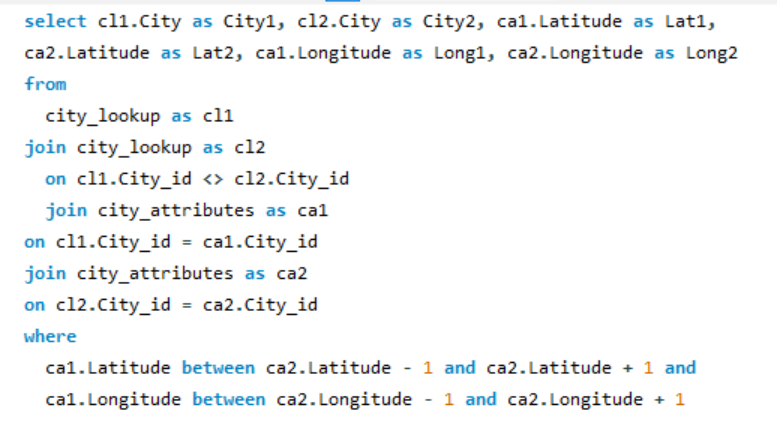 select cl1.City as City1, cl2.City as City2, ca1.Latitude as Lat1,
ca2.Latitude as Lat2, ca1.Longitude as Long1, ca2.Longitude as Long2
from
  city_lookup as cl1
join city_lookup as cl2
  on cl1.City_id <> cl2.City_id
  join city_attributes as ca1
on cl1.City_id = ca1.City_id
join city_attributes as ca2
on cl2.City_id = ca2.City_id
where
  ca1.Latitude between ca2.Latitude - 1 and ca2.Latitude + 1 and
  ca1.Longitude between ca2.Longitude - 1 and ca2.Longitude + 1